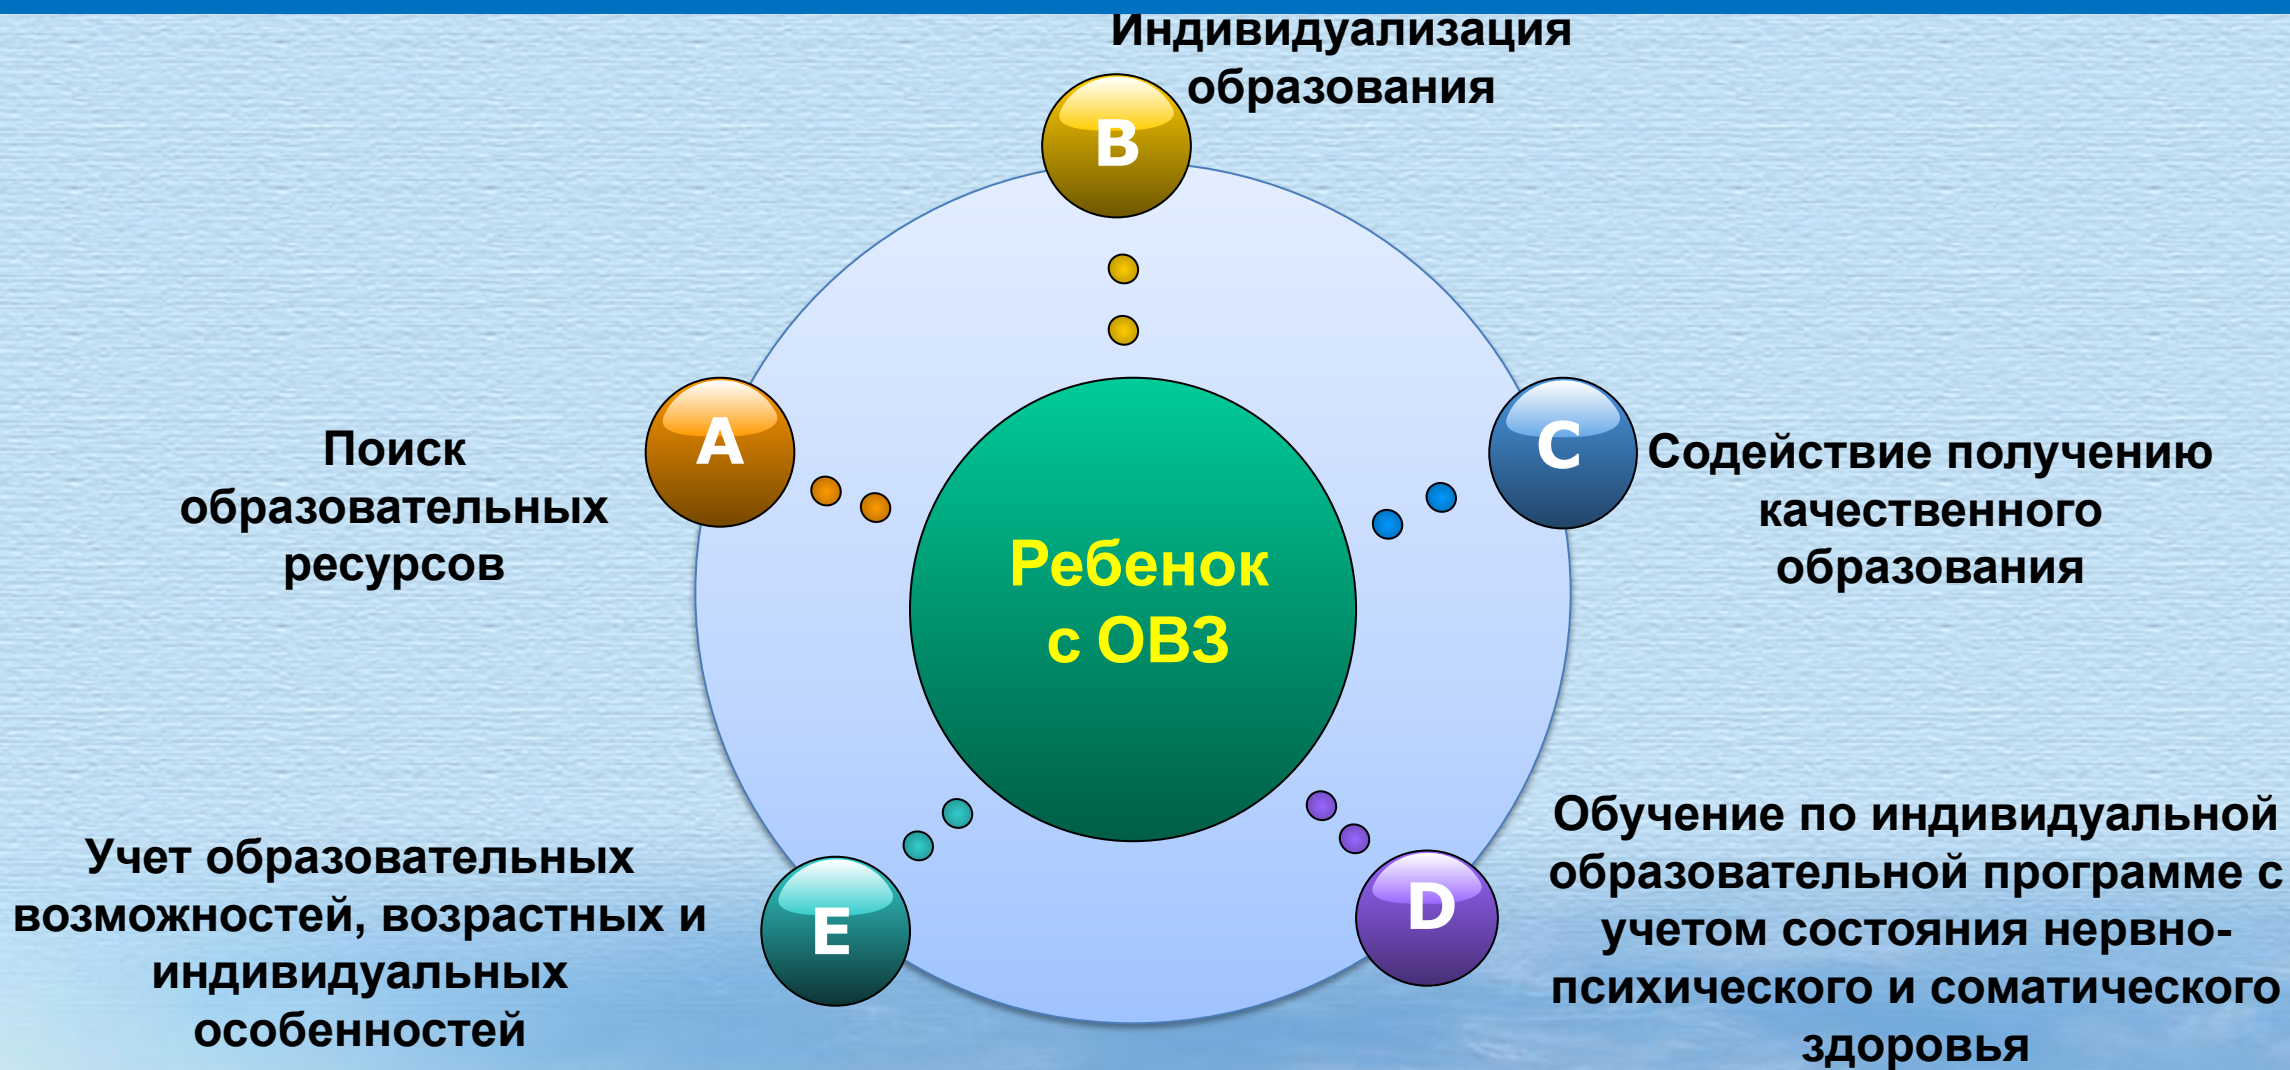 Индивидуализация
образования
B
A
Поиск
образовательных
ресурсов
C
Содействие получению
качественного
образования
Ребенок
с ОВЗ
E
Учет образовательных
возможностей, возрастных и
индивидуальных
особенностей
D
Обучение по индивидуальной
образовательной программе с
учетом состояния нервно-
психического и соматического
здоровья